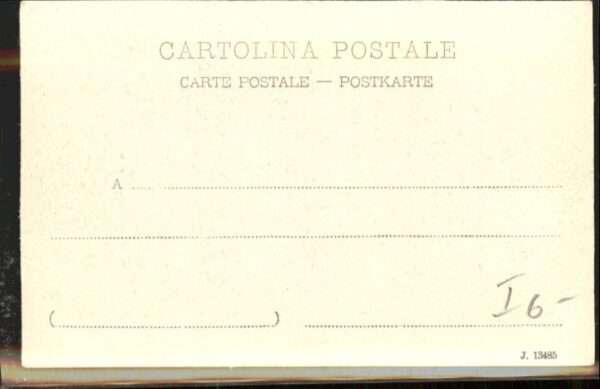 CARTOLINA POSTALE
CARTE POSTALE — POSTKARTE
A
(                    )
I 6-
J. 13485